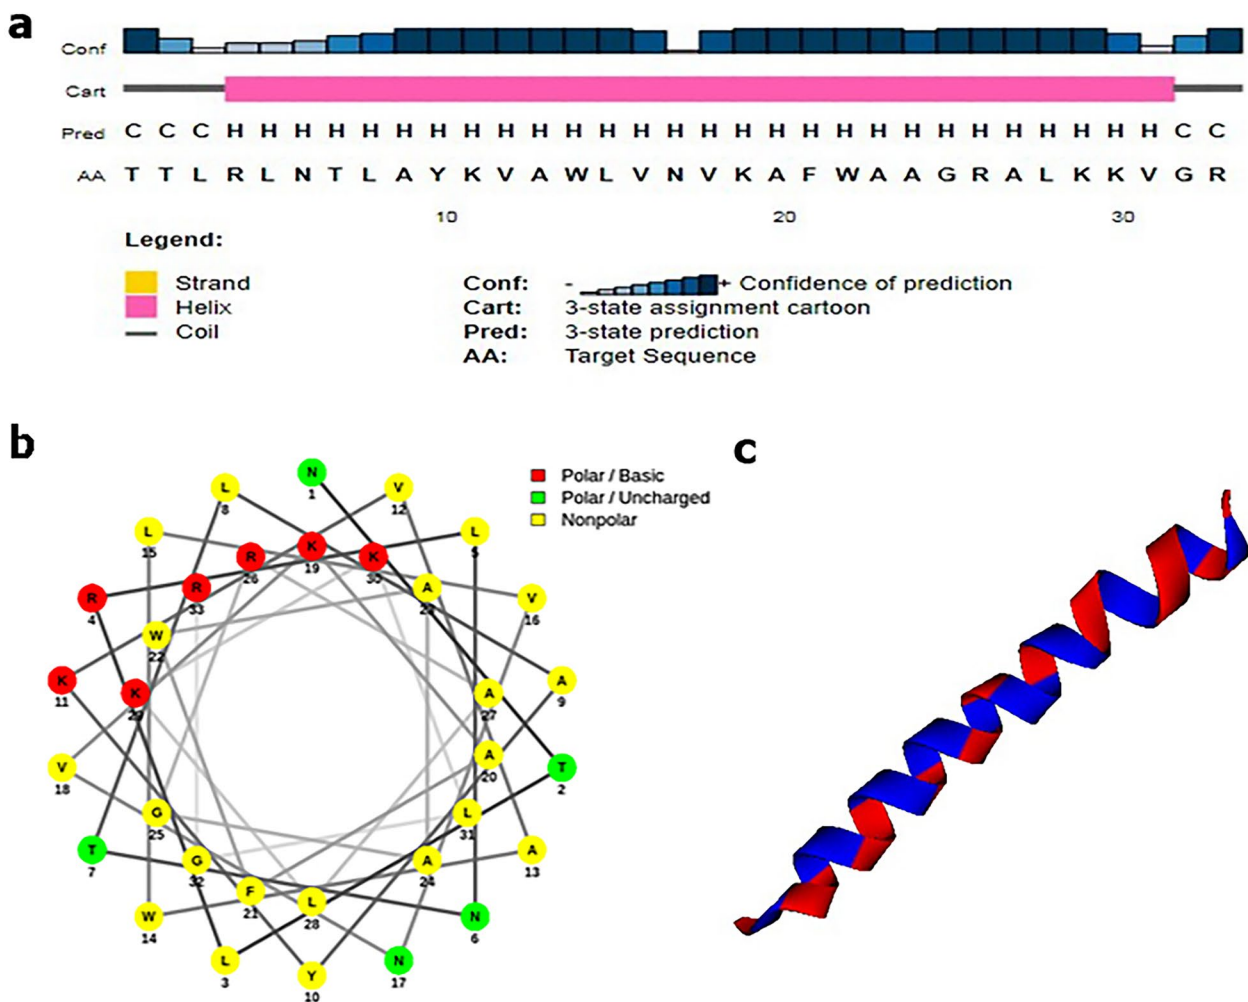 a
Conf
Cart
Pred C C C H H H H H H H H H H H H H H H H H H H H H H H H H H H H C C
AA T T L R L N T L A Y K V A W L V N V K A F W A A G R A L K K V G R
10 20 30
Legend:
Strand
Helix
Coil
Conf: - + Confidence of prediction
Cart: 3-state assignment cartoon
Pred: 3-state prediction
AA: Target Sequence
b
N
1
L
8
V
12
L
15
L
5
K
19
R
26
K
30
R
33
A
23
R
4
V
16
W
22
K
11
A
9
K
29
A
27
V
18
A
20
T
2
G
25
L
31
T
7
G
32
A
24
A
13
F
21
L
28
W
14
N
6
L
3
Y
10
N
17
Polar / Basic
Polar / Uncharged
Nonpolar
c